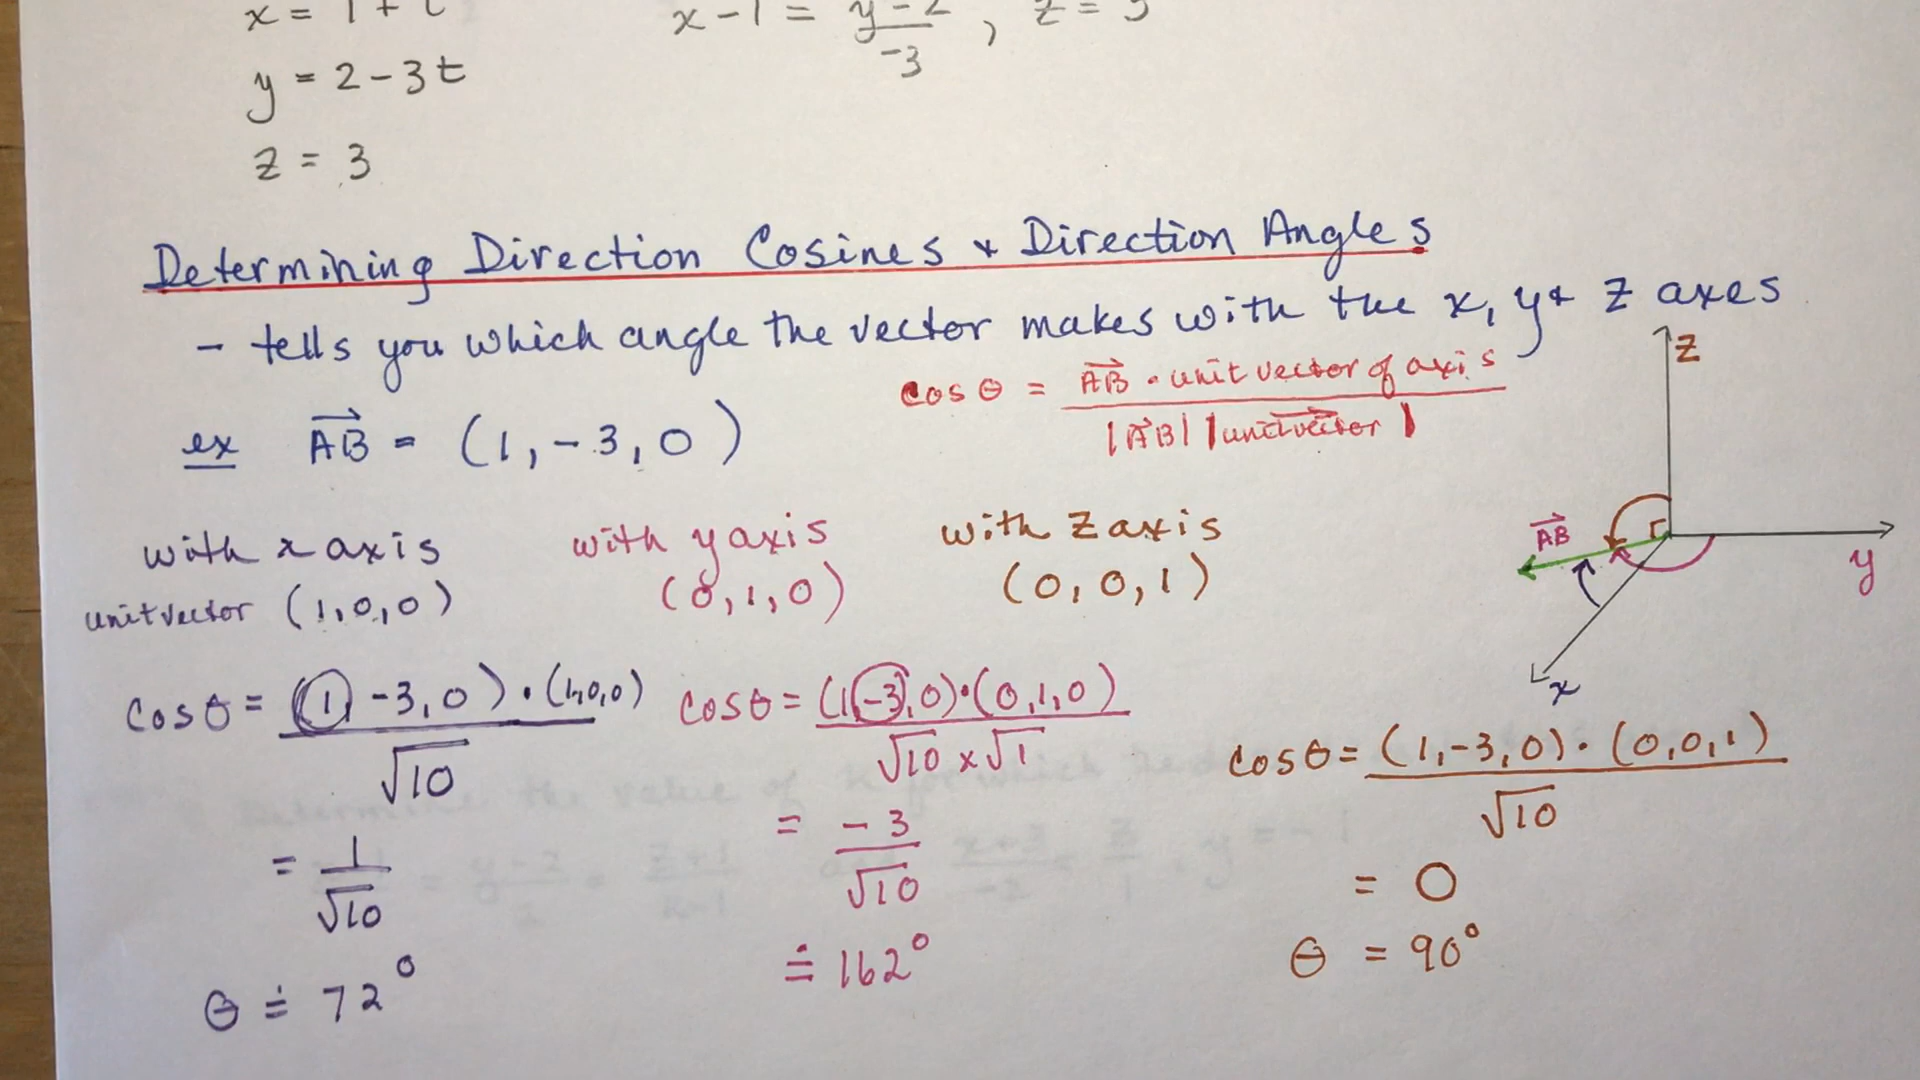 x = 1 + t
x - 1 = y - 2 / -3 , z = 3
y = 2 - 3t
z = 3
Determining Direction Cosines & Direction Angles
- tells you which angle the vector makes with the x, y & z axes
cos θ = AB · unit vector of axis / |AB| |unit vector|
ex AB = (1, -3, 0)
with x axis
unit vector (1,0,0)
cos θ = (1, -3, 0) · (1,0,0) / √10
= 1/√10
θ ≐ 72°
with y axis
(0,1,0)
cos θ = (1,-3,0)·(0,1,0) / √10 x √1
= -3/√10
≐ 162°
with z axis
(0,0,1)
cos θ = (1,-3,0)·(0,0,1) / √10
= 0
θ = 90°
z
AB
y
x